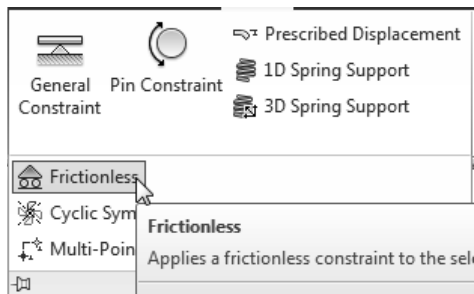 General Constraint
Pin Constraint
Prescribed Displacement
1D Spring Support
3D Spring Support
Frictionless
Cyclic Sym
Multi-Poin
Frictionless
Applies a frictionless constraint to the sele